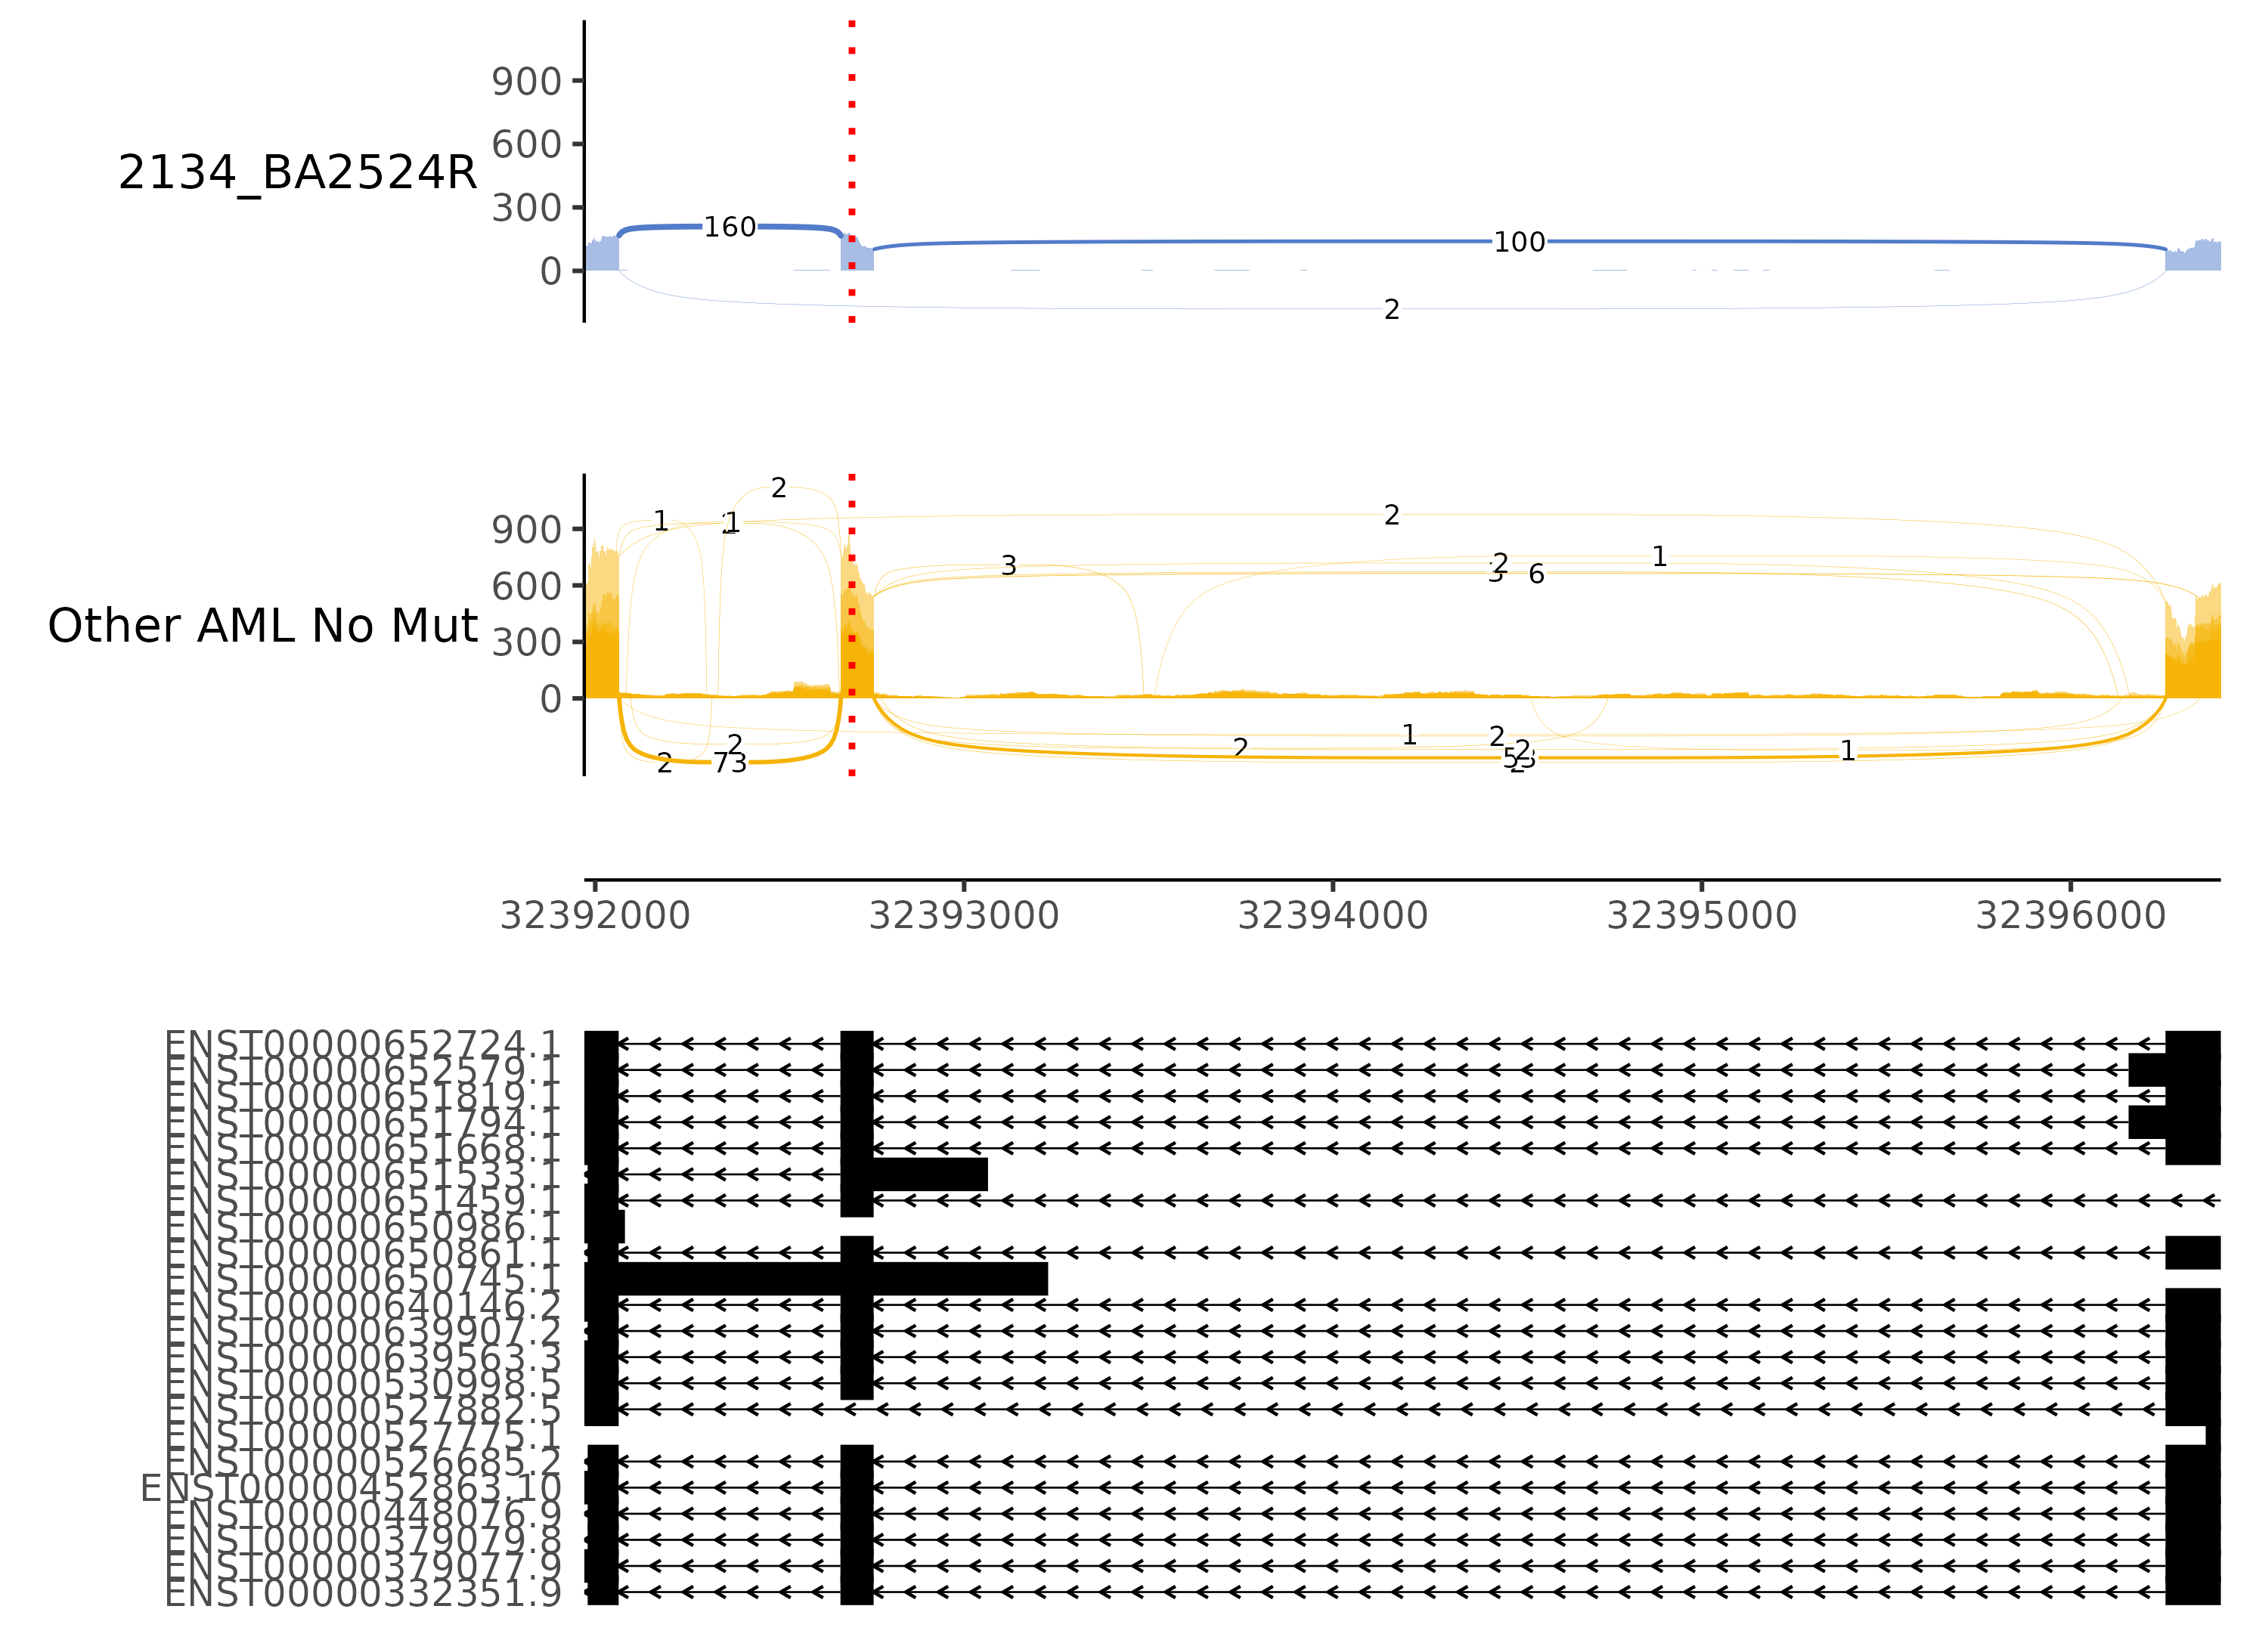 900
600
2134_BA2524R
300
160
100
0
2
2
900
1
1
2
600
3
2
1
6
Other AML No Mut
300
0
2
2
73
2
1
2
2
53
2
1
32392000 32393000 32394000 32395000 32396000
ENST00000652724.1
ENST00000652579.1
ENST00000651819.1
ENST00000651794.1
ENST00000651668.1
ENST00000651533.1
ENST00000651459.1
ENST00000650986.1
ENST00000650861.1
ENST00000650745.1
ENST00000640146.2
ENST00000639907.2
ENST00000639563.3
ENST00000530998.5
ENST00000527882.5
ENST00000527775.1
ENST00000526685.2
ENST00000452863.10
ENST00000448076.9
ENST00000379079.8
ENST00000379077.9
ENST00000332351.9